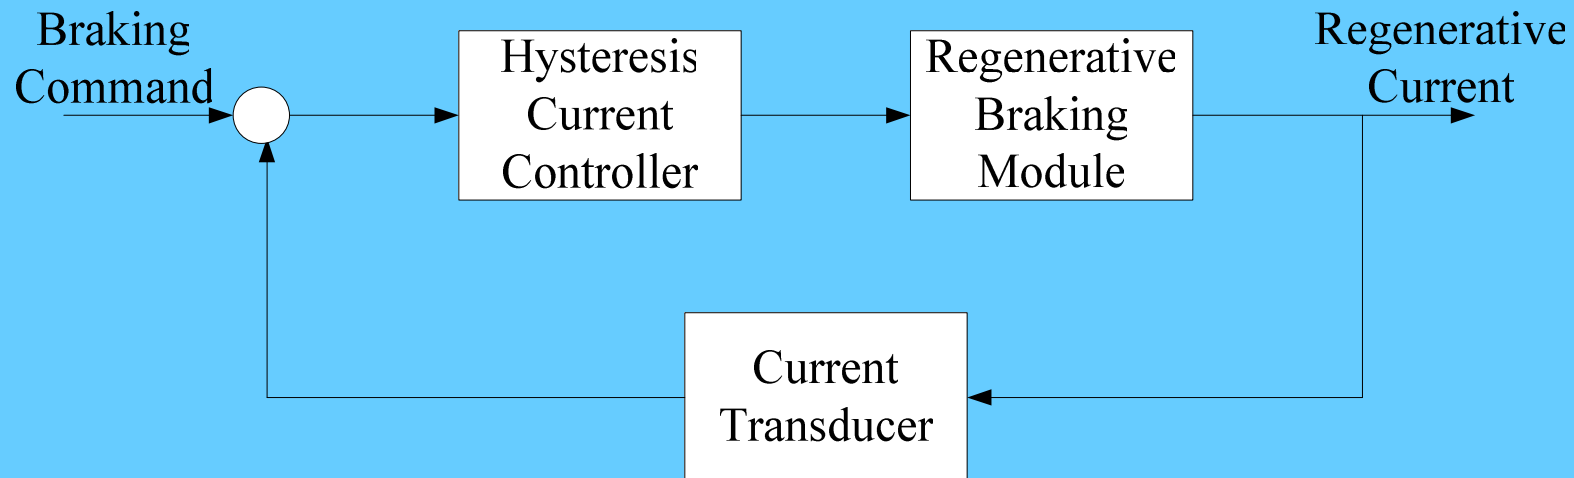 Braking
Command
Hysteresis
Current
Controller
Regenerative
Braking
Module
Regenerative
Current
Current
Transducer